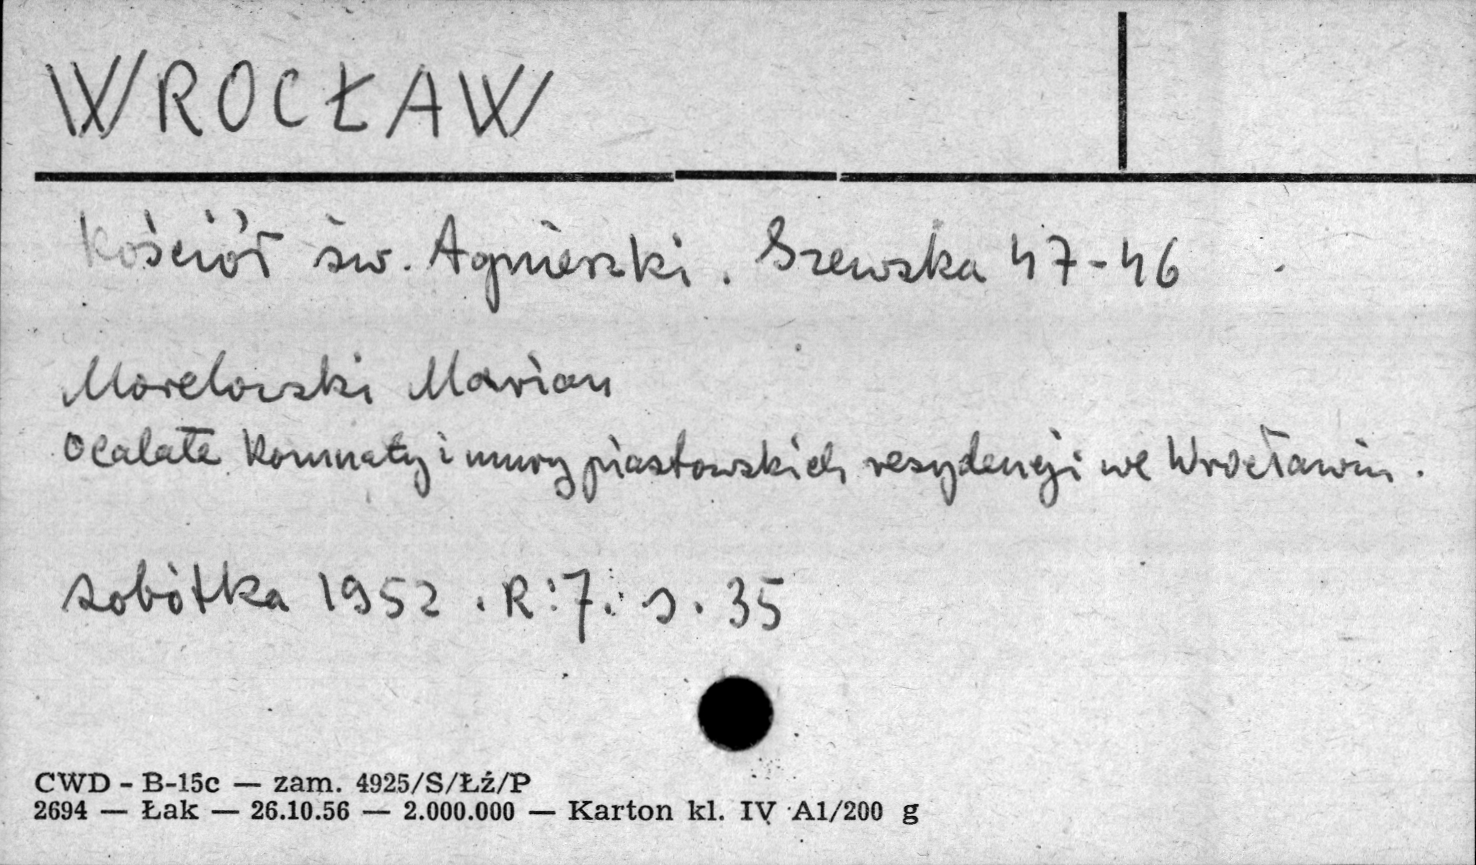 WROCŁAW
Kościół św. Agnieszki. Szewska 47-46
Morelowski Marian
Ocalałe komnaty i mury piastowskich rezydencji we Wrocławiu.
Sobótka 1952. R: 7. s. 35
CWD - B-15c — zam. 4925/S/Łź/P
2694 — Łak — 26.10.56 — 2.000.000 — Karton kl. IV A1/200 g